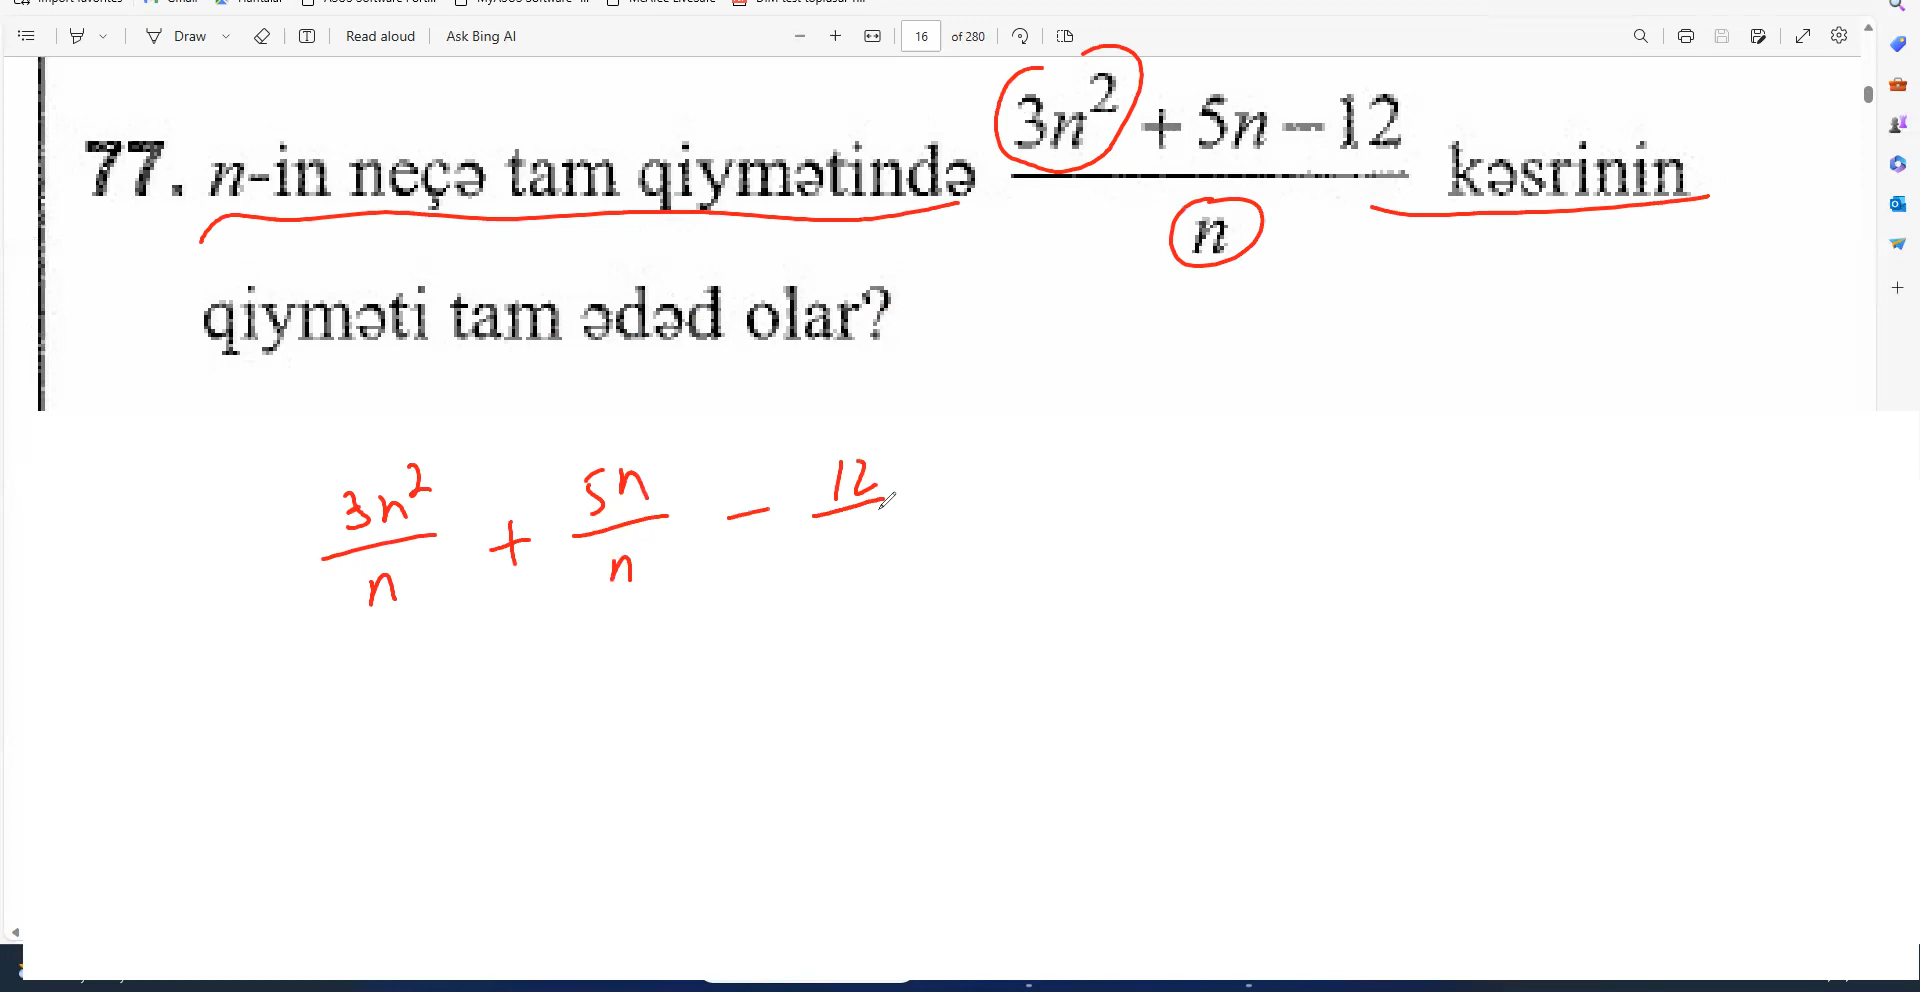 Draw Read aloud Ask Bing AI 16 of 280
77. n-in neçə tam qiymətində (3n² + 5n − 12)/n kəsrinin
qiyməti tam ədəd olar?
3n²/n + 5n/n − 12